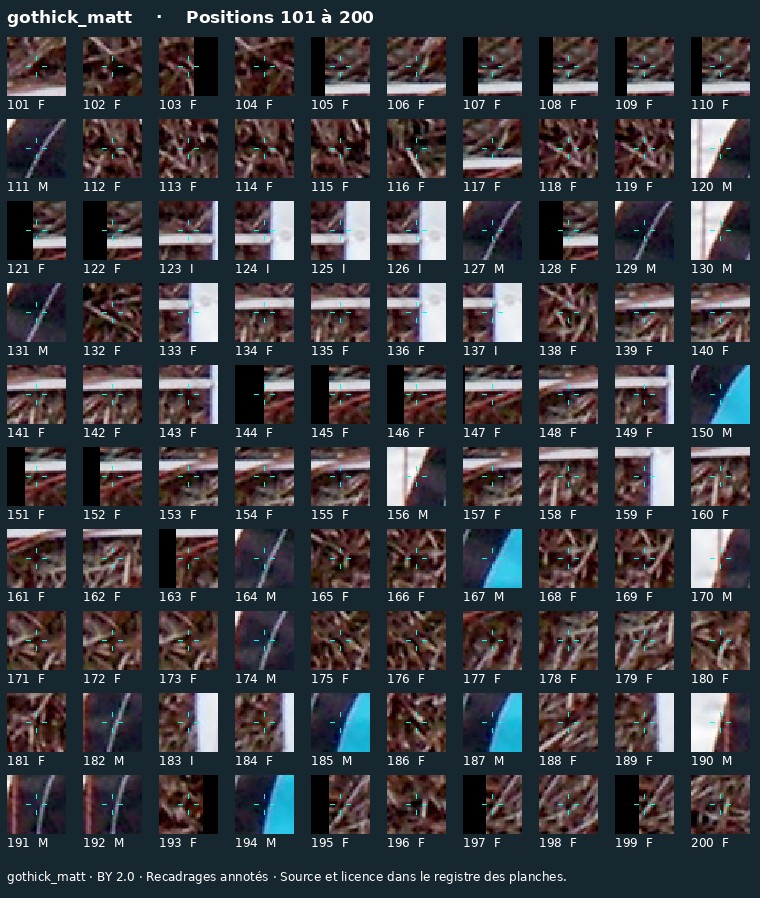 gothick_matt · Positions 101 à 200
101 F 102 F 103 F 104 F 105 F 106 F 107 F 108 F 109 F 110 F
111 M 112 F 113 F 114 F 115 F 116 F 117 F 118 F 119 F 120 M
121 F 122 F 123 I 124 I 125 I 126 I 127 M 128 F 129 M 130 M
131 M 132 F 133 F 134 F 135 F 136 F 137 I 138 F 139 F 140 F
141 F 142 F 143 F 144 F 145 F 146 F 147 F 148 F 149 F 150 M
151 F 152 F 153 F 154 F 155 F 156 M 157 F 158 F 159 F 160 F
161 F 162 F 163 F 164 M 165 F 166 F 167 M 168 F 169 F 170 M
171 F 172 F 173 F 174 M 175 F 176 F 177 F 178 F 179 F 180 F
181 F 182 M 183 I 184 F 185 M 186 F 187 M 188 F 189 F 190 M
191 M 192 M 193 F 194 M 195 F 196 F 197 F 198 F 199 F 200 F
gothick_matt · BY 2.0 · Recadrages annotés · Source et licence dans le registre des planches.